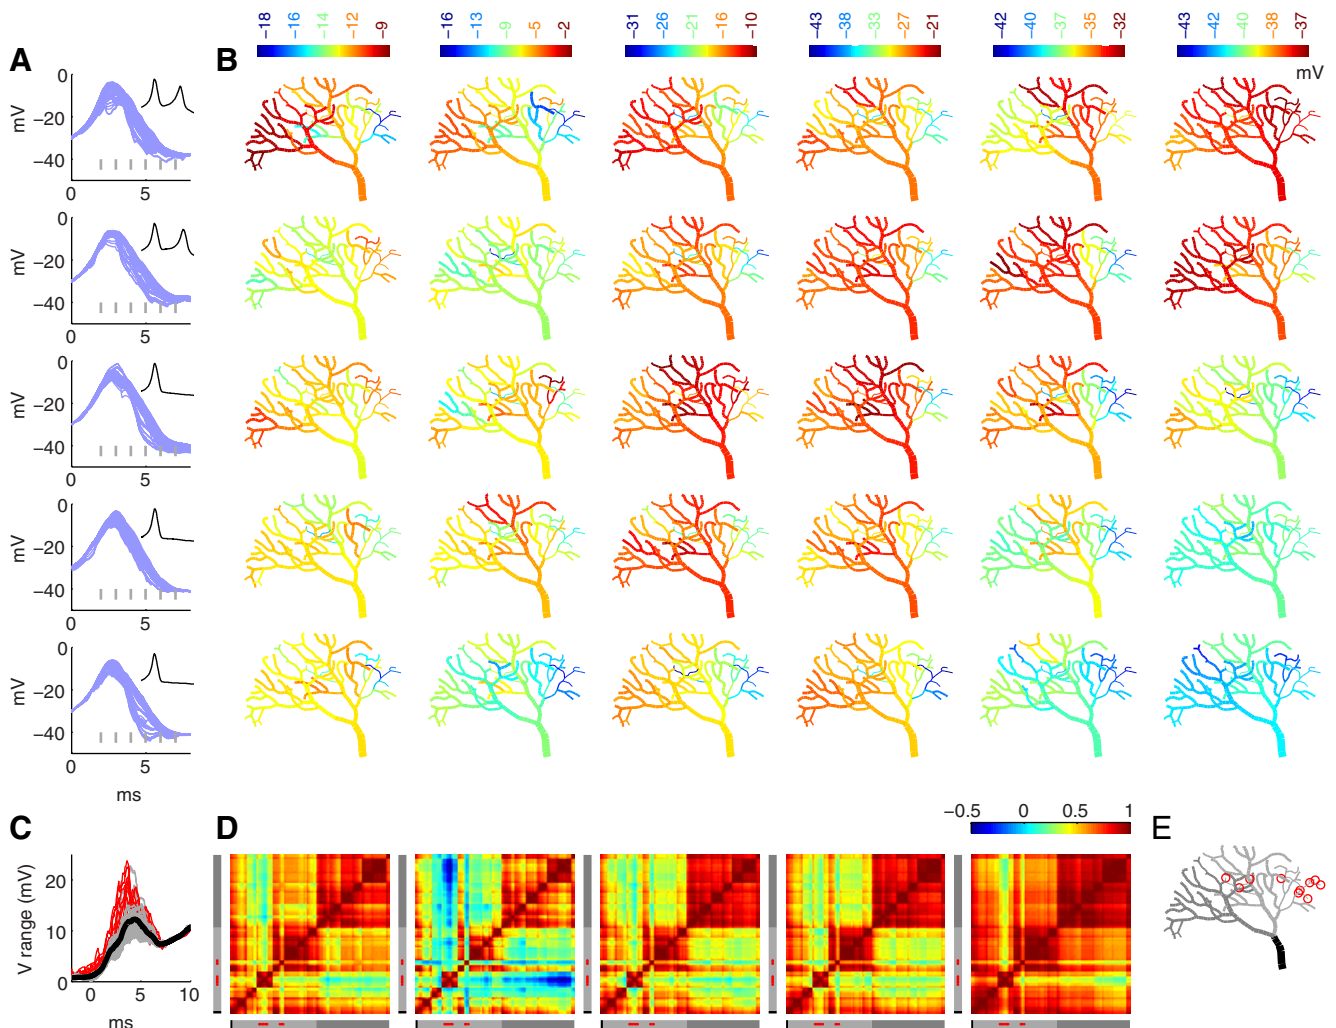 A
B
−18 −16 −14 −12 −9
−16 −13 −9 −5 −2
−31 −26 −21 −16 −10
−43 −38 −33 −27 −21
−42 −40 −37 −35 −32
−43 −42 −40 −38 −37
mV
0
−20
−40
mV
0 5
0
−20
−40
mV
0 5
0
−20
−40
mV
0 5
0
−20
−40
mV
0 5
0
−20
−40
mV
0 5
ms
C
D
−0.5 0 0.5 1
E
20
10
0
V range (mV)
0 5 10
ms